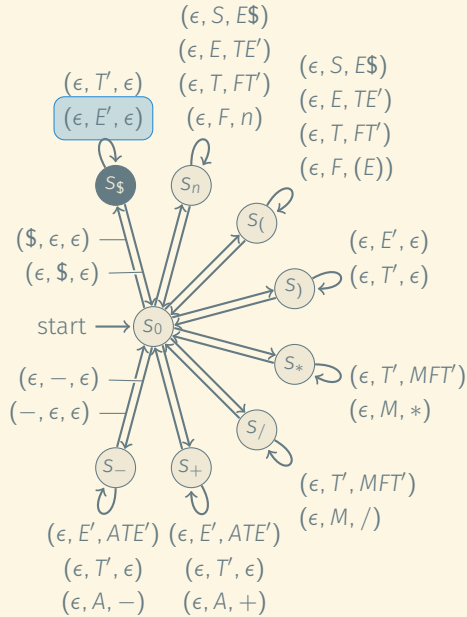 (ϵ, S, E$)
(ϵ, E, TE′)
(ϵ, T, FT′)
(ϵ, F, n)
(ϵ, S, E$)
(ϵ, E, TE′)
(ϵ, T, FT′)
(ϵ, F, (E))
(ϵ, T′, ϵ)
(ϵ, E′, ϵ)
S$
Sn
S(
($, ϵ, ϵ)
(ϵ, $, ϵ)
(ϵ, E′, ϵ)
(ϵ, T′, ϵ)
S)
start
S0
S*
(ϵ, T′, MFT′)
(ϵ, M, *)
(ϵ, −, ϵ)
(−, ϵ, ϵ)
S/
(ϵ, T′, MFT′)
(ϵ, M, /)
S−
S+
(ϵ, E′, ATE′)
(ϵ, T′, ϵ)
(ϵ, A, −)
(ϵ, E′, ATE′)
(ϵ, T′, ϵ)
(ϵ, A, +)